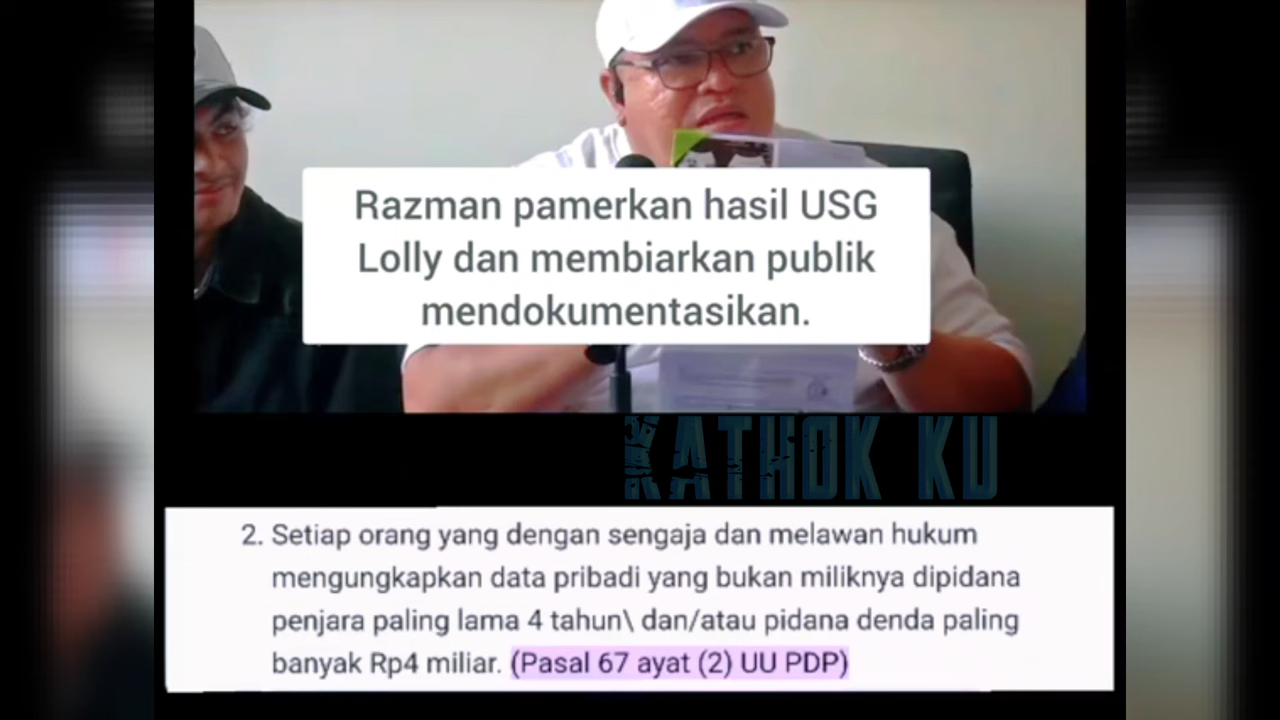 Razman pamerkan hasil USG
Lolly dan membiarkan publik
mendokumentasikan.
KATHOK KU
2. Setiap orang yang dengan sengaja dan melawan hukum
mengungkapkan data pribadi yang bukan miliknya dipidana
penjara paling lama 4 tahun\ dan/atau pidana denda paling
banyak Rp4 miliar. (Pasal 67 ayat (2) UU PDP)